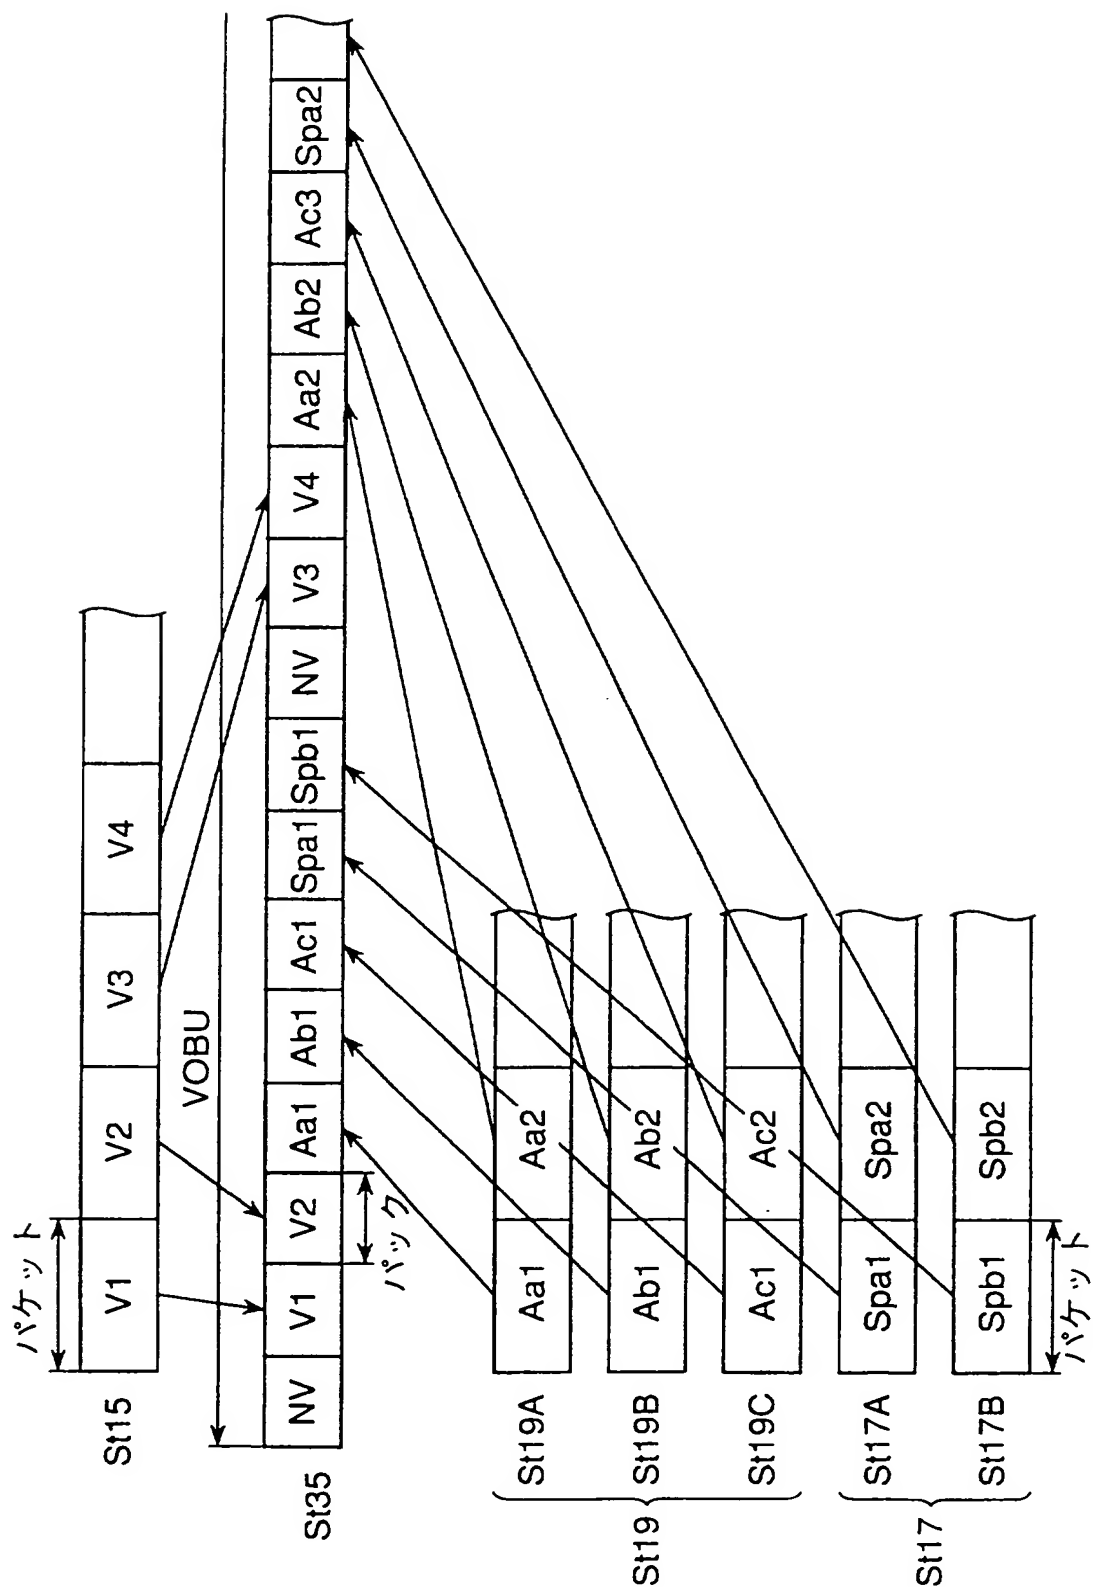 パケット
St15 V1 V2 V3 V4
VOBU
St35 NV V1 V2 Aa1 Ab1 Ac1 Spa1 Spb1 NV V3 V4 Aa2 Ab2 Ac3 Spa2
パック
St19
St19A Aa1 Aa2
St19B Ab1 Ab2
St19C Ac1 Ac2
St17
St17A Spa1 Spa2
St17B Spb1 Spb2
パケット